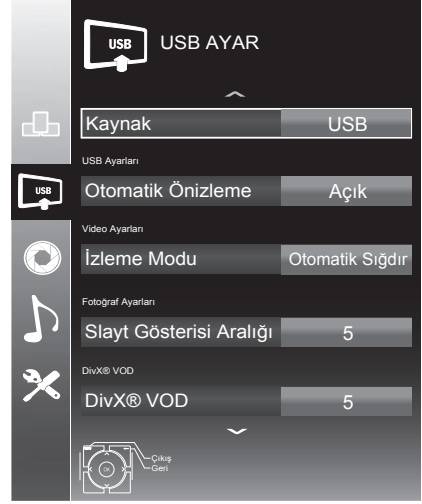 USB
USB AYAR
Kaynak
USB
USB Ayarları
Otomatik Önizleme
Açık
USB
Video Ayarları
İzleme Modu
Otomatik Sığdır
Fotoğraf Ayarları
Slayt Gösterisi Aralığı
5
DivX® VOD
DivX® VOD
5
OK
Çıkış
Geri